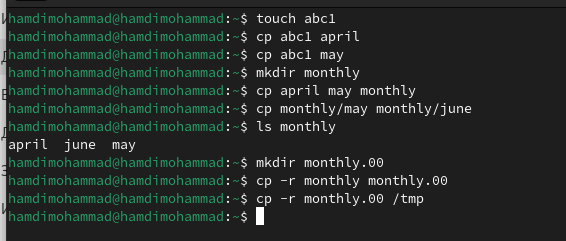 hamdimohammad@hamdimohammad:~$ touch abc1
hamdimohammad@hamdimohammad:~$ cp abc1 april
hamdimohammad@hamdimohammad:~$ cp abc1 may
hamdimohammad@hamdimohammad:~$ mkdir monthly
hamdimohammad@hamdimohammad:~$ cp april may monthly
hamdimohammad@hamdimohammad:~$ cp monthly/may monthly/june
hamdimohammad@hamdimohammad:~$ ls monthly
april  june  may
hamdimohammad@hamdimohammad:~$ mkdir monthly.00
hamdimohammad@hamdimohammad:~$ cp -r monthly monthly.00
hamdimohammad@hamdimohammad:~$ cp -r monthly.00 /tmp
hamdimohammad@hamdimohammad:~$